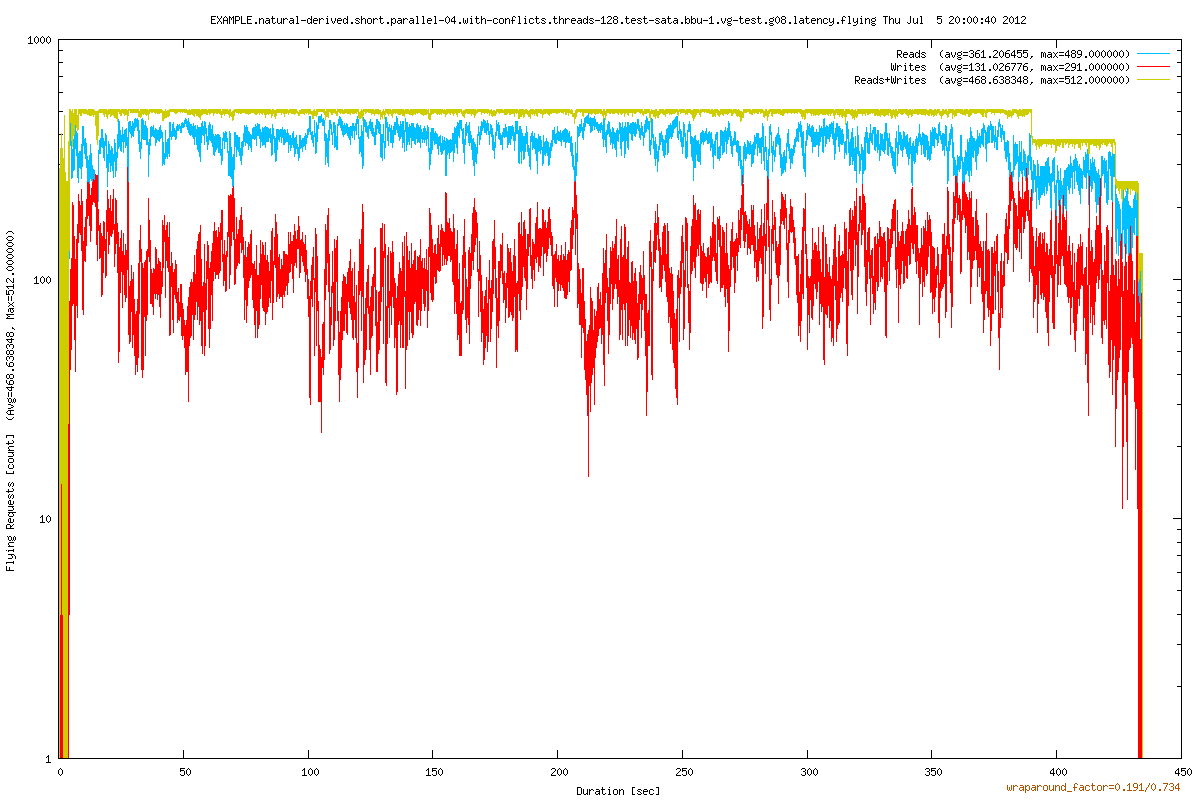 EXAMPLE.natural-derived.short.parallel-04.with-conflicts.threads-128.test-sata.bbu-1.vg-test.g08.latency.flying Thu Jul  5 20:00:40 2012
Reads  (avg=361.206455, max=489.000000)
Writes  (avg=131.026776, max=291.000000)
Reads+Writes  (avg=468.638348, max=512.000000)
Flying Requests [count]  (Avg=468.638348, Max=512.000000)
1000
100
10
1
0 50 100 150 200 250 300 350 400 450
Duration [sec]
wraparound_factor=0.191/0.734